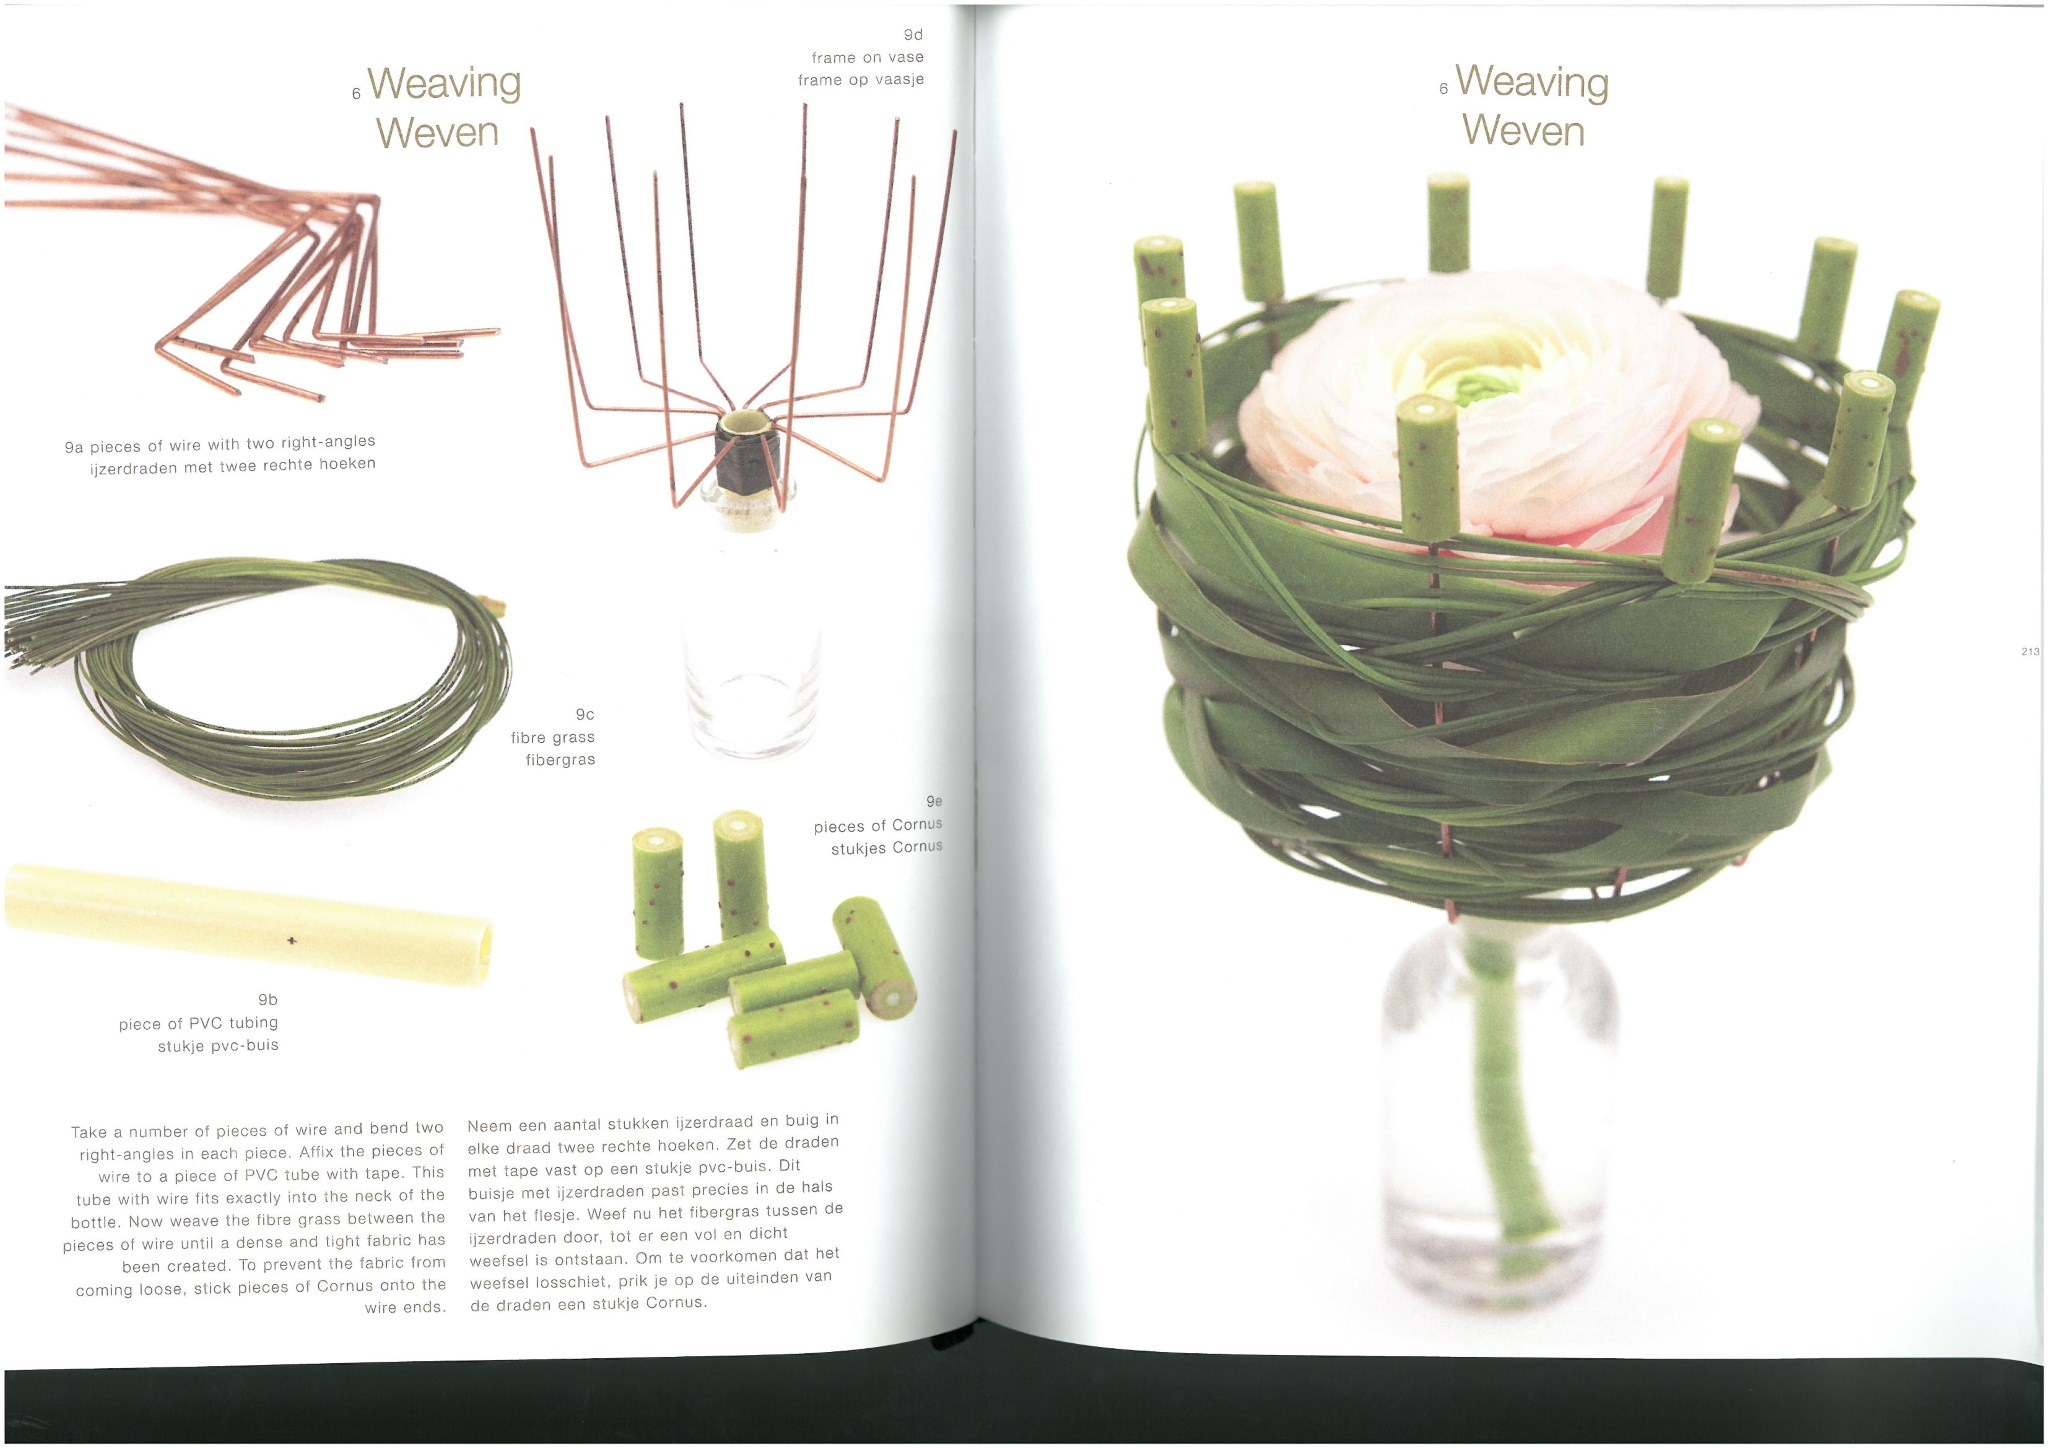 6 Weaving
Weven
9d
frame on vase
frame op vaasje
9a pieces of wire with two right-angles
ijzerdraden met twee rechte hoeken
9c
fibre grass
fibergras
9e
pieces of Cornus
stukjes Cornus
9b
piece of PVC tubing
stukje pvc-buis
Take a number of pieces of wire and bend two
right-angles in each piece. Affix the pieces of
wire to a piece of PVC tube with tape. This
tube with wire fits exactly into the neck of the
bottle. Now weave the fibre grass between the
pieces of wire until a dense and tight fabric has
been created. To prevent the fabric from
coming loose, stick pieces of Cornus onto the
wire ends.
Neem een aantal stukken ijzerdraad en buig in
elke draad twee rechte hoeken. Zet de draden
met tape vast op een stukje pvc-buis. Dit
buisje met ijzerdraden past precies in de hals
van het flesje. Weef nu het fibergras tussen de
ijzerdraden door, tot er een vol en dicht
weefsel is ontstaan. Om te voorkomen dat het
weefsel losschiet, prik je op de uiteinden van
de draden een stukje Cornus.
6 Weaving
Weven
213